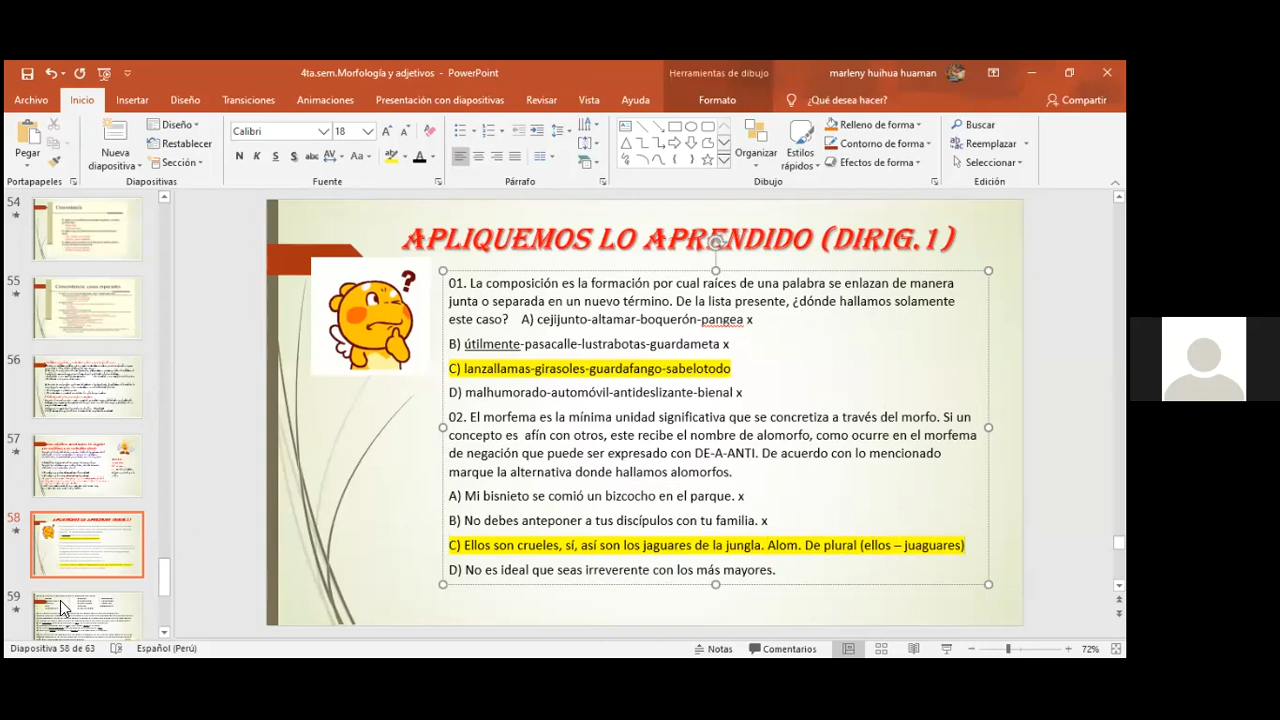 4ta.sem.Morfología y adjetivos - PowerPoint
Herramientas de dibujo
marleny huihua huaman
Archivo Inicio Insertar Diseño Transiciones Animaciones Presentación con diapositivas Revisar Vista Ayuda Formato ¿Qué desea hacer? Compartir
Pegar
Nueva diapositiva
Diseño
Restablecer
Sección
Calibri 18
N K S S abc AV Aa A
Organizar
Estilos rápidos
Relleno de forma
Contorno de forma
Efectos de forma
Buscar
Reemplazar
Seleccionar
Portapapeles Diapositivas Fuente Párrafo Dibujo Edición
54
55
56
57
58
59
APLIQUEMOS LO APRENDIDO (DIRIG.1)
?
01. La composición es la formación por cual raíces de una palabra se enlazan de manera
junta o separada en un nuevo término. De la lista presente, ¿dónde hallamos solamente
este caso? A) cejijunto-altamar-boquerón-pangea x
B) útilmente-pasacalle-lustrabotas-guardameta x
C) lanzallamas-girasoles-guardafango-sabelotodo
D) malhumorado-automóvil-antideslizante-bienal x
02. El morfema es la mínima unidad significativa que se concretiza a través del morfo. Si un
concepto es afín con otros, este recibe el nombre de alomorfo, como ocurre en el morfema
de negación que puede ser expresado con DE-A-ANTI. De acuerdo con lo mencionado
marque la alternativa donde hallamos alomorfos.
A) Mi bisnieto se comió un bizcocho en el parque. x
B) No debes anteponer a tus discípulos con tu familia. x
C) Ellos son crueles, sí, así son los jaguares de la jungla. Alom. De plural (ellos – juaguares)
D) No es ideal que seas irreverente con los más mayores.
Diapositiva 58 de 63 Español (Perú) Notas Comentarios 72%